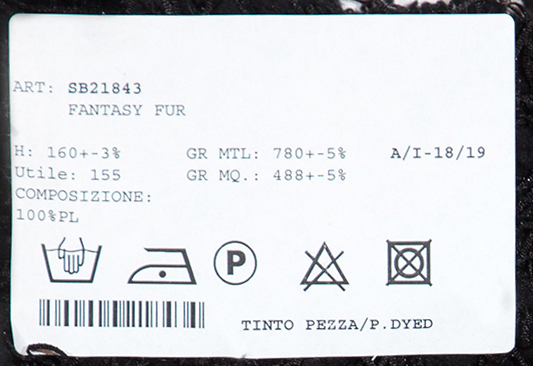 ART: SB21843
FANTASY FUR
H: 160+-3% GR MTL: 780+-5% A/I-18/19
Utile: 155 GR MQ.: 488+-5%
COMPOSIZIONE:
100%PL
P
TINTO PEZZA/P.DYED